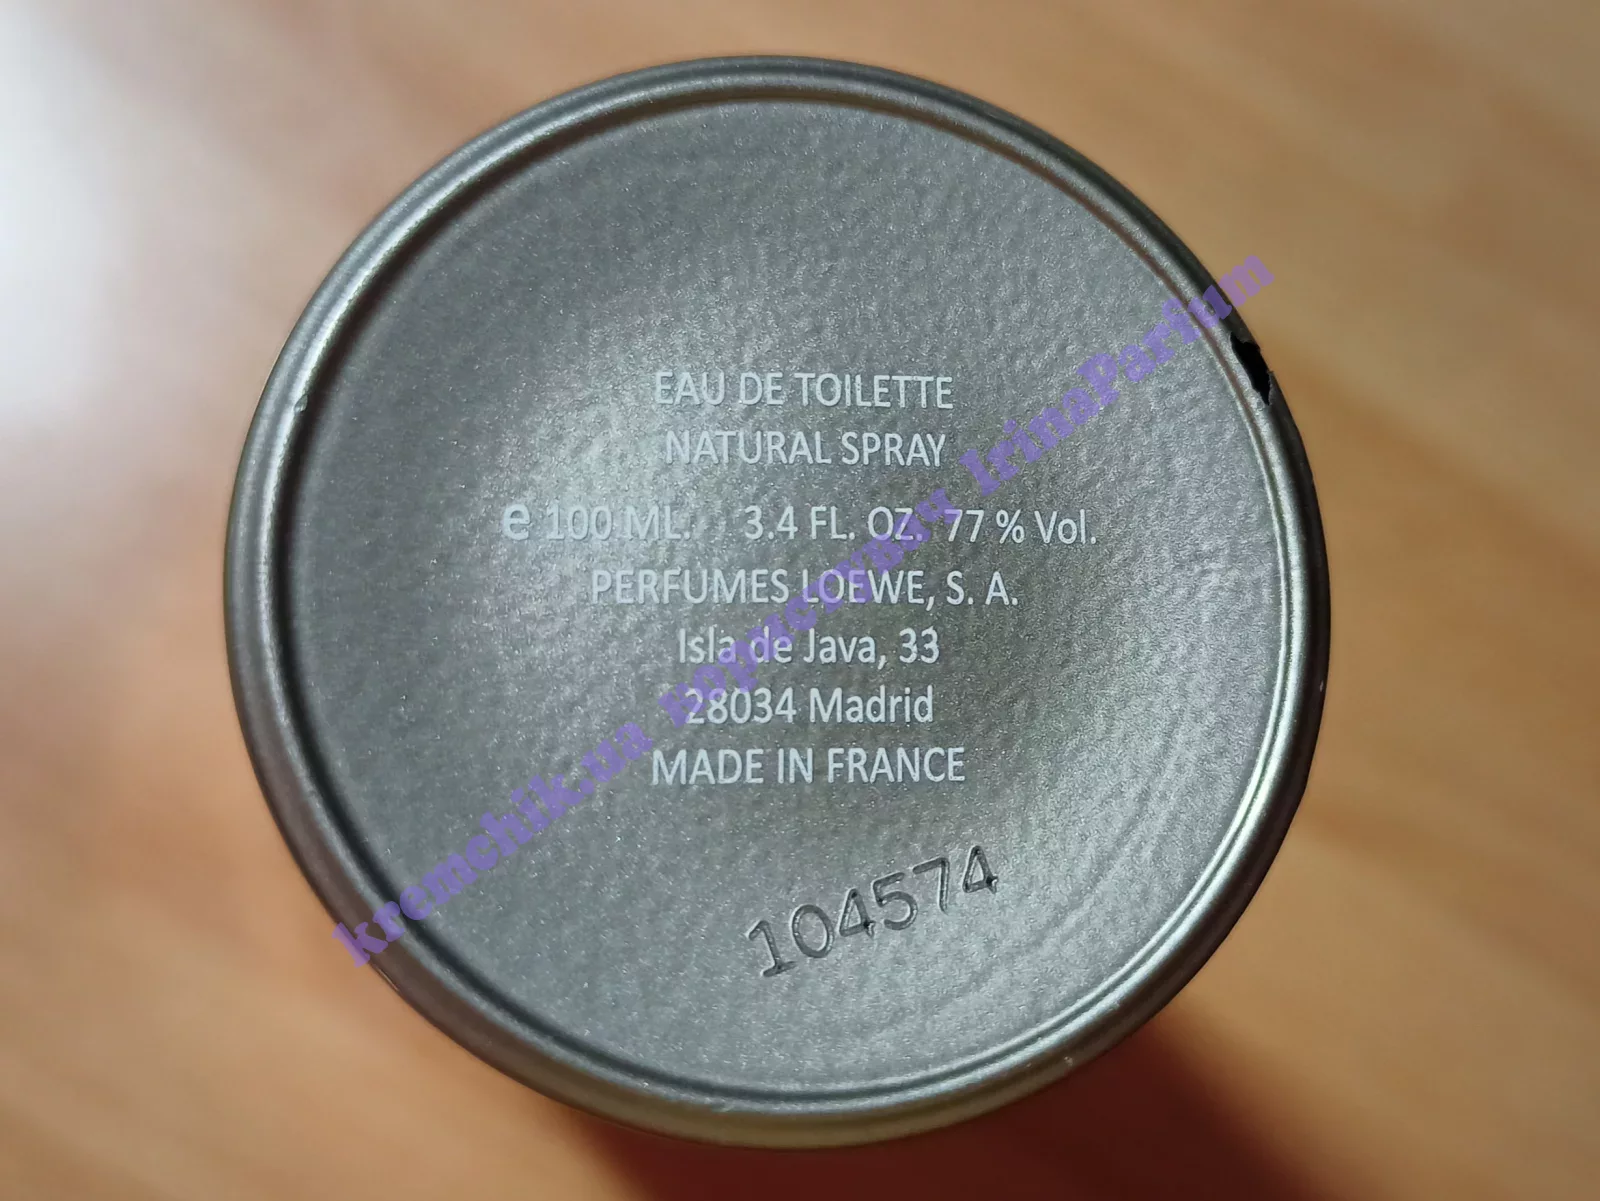 EAU DE TOILETTE
NATURAL SPRAY
e 100 ML. 3.4 FL. OZ. 77 % Vol.
PERFUMES LOEWE, S. A.
Isla de Java, 33
28034 Madrid
MADE IN FRANCE
104574
kremchik.ua користувач IrinaParfum